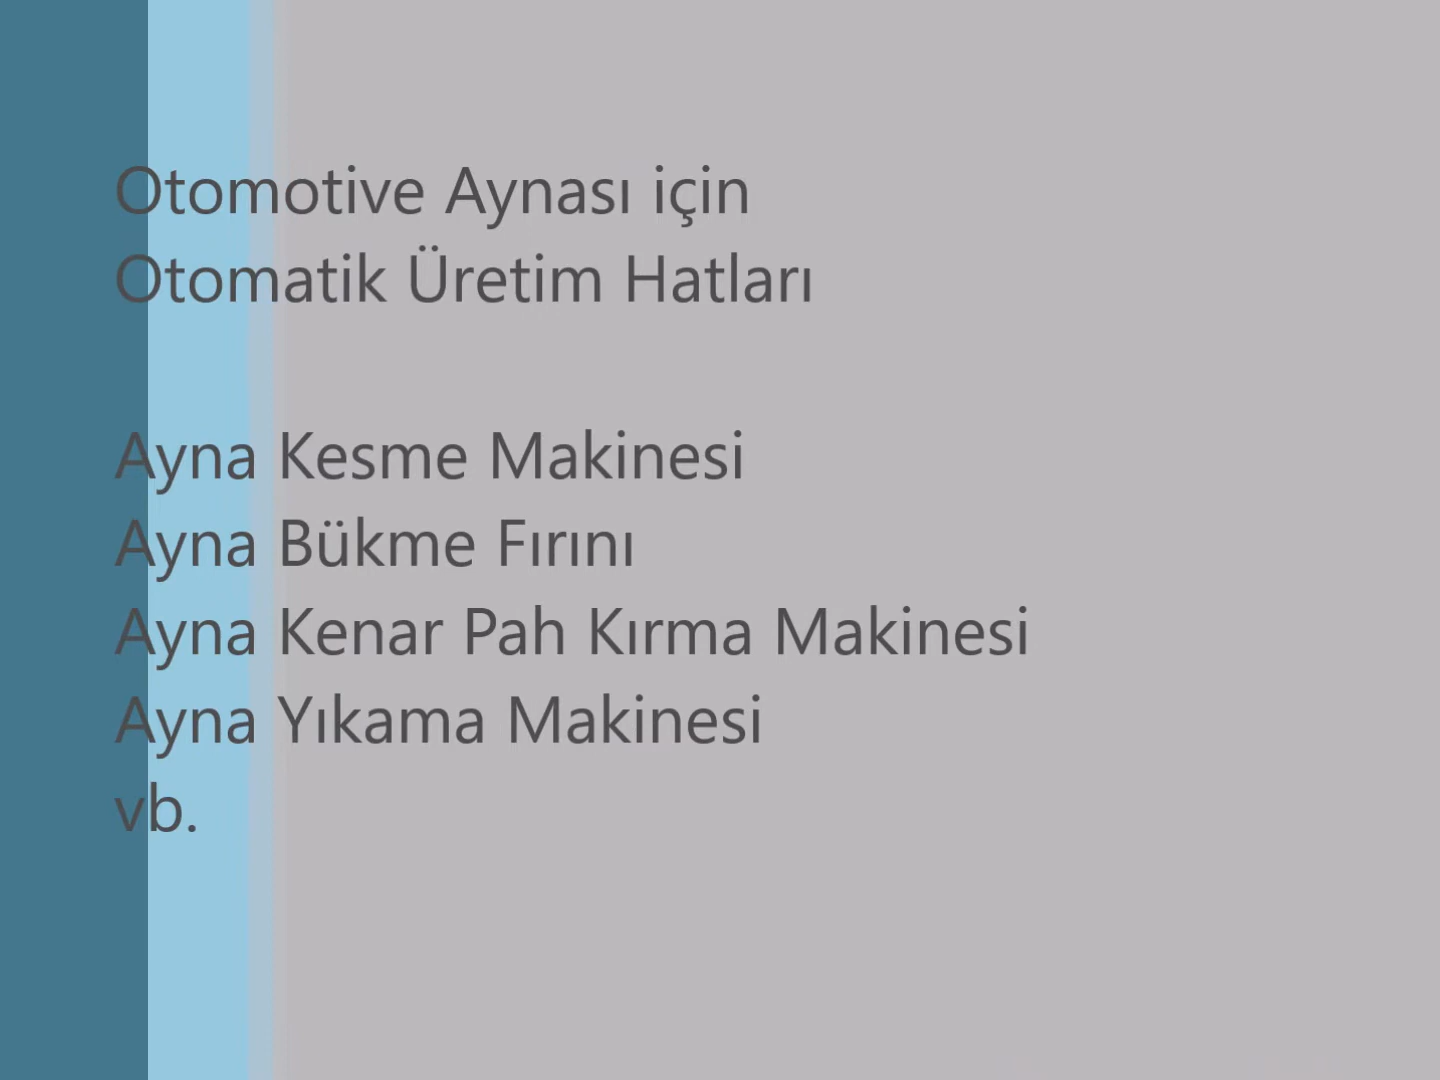 Otomotive Aynası için
Otomatik Üretim Hatları
Ayna Kesme Makinesi
Ayna Bükme Fırını
Ayna Kenar Pah Kırma Makinesi
Ayna Yıkama Makinesi
vb.